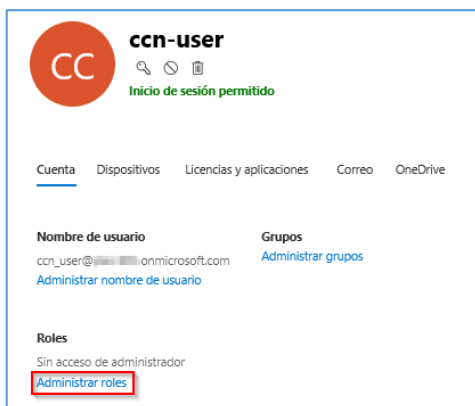 CC
ccn-user
Inicio de sesión permitido
Cuenta Dispositivos Licencias y aplicaciones Correo OneDrive
Nombre de usuario Grupos
ccn_user@ onmicrosoft.com Administrar grupos
Administrar nombre de usuario
Roles
Sin acceso de administrador
Administrar roles